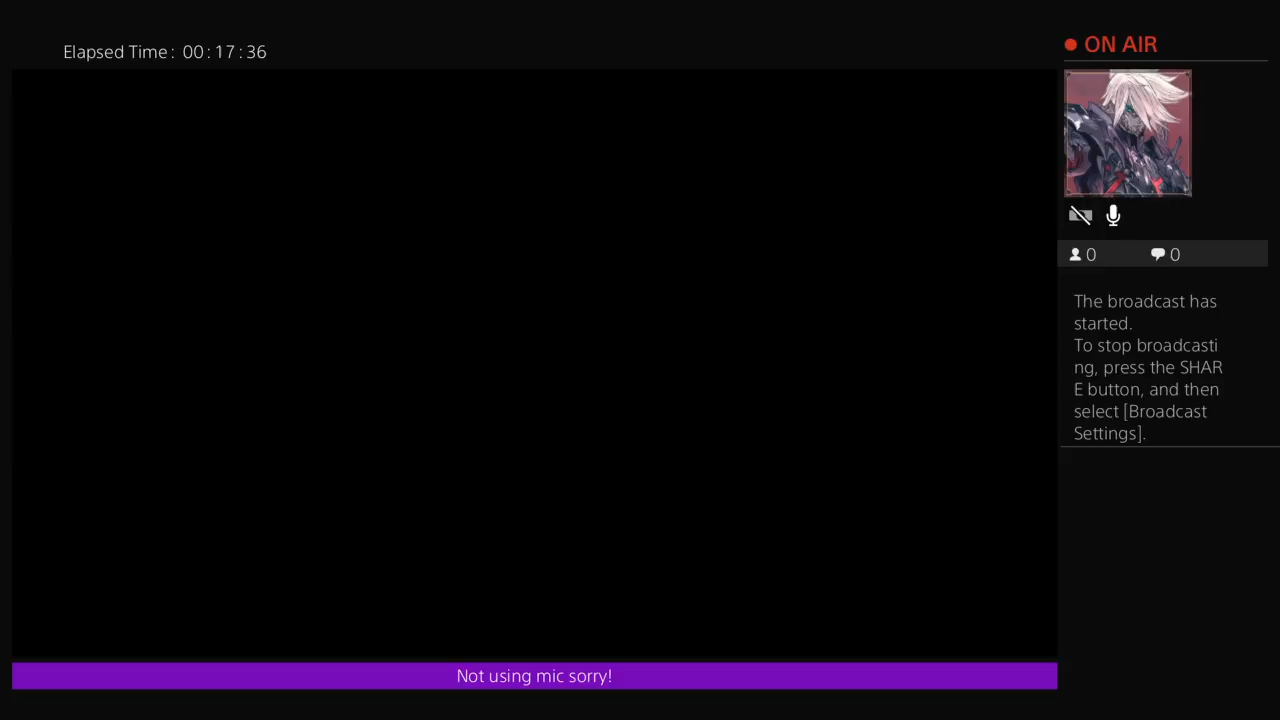 Elapsed Time: 00:17:36
ON AIR
0 0
The broadcast has
started.
To stop broadcasti
ng, press the SHAR
E button, and then
select [Broadcast
Settings].
Not using mic sorry!